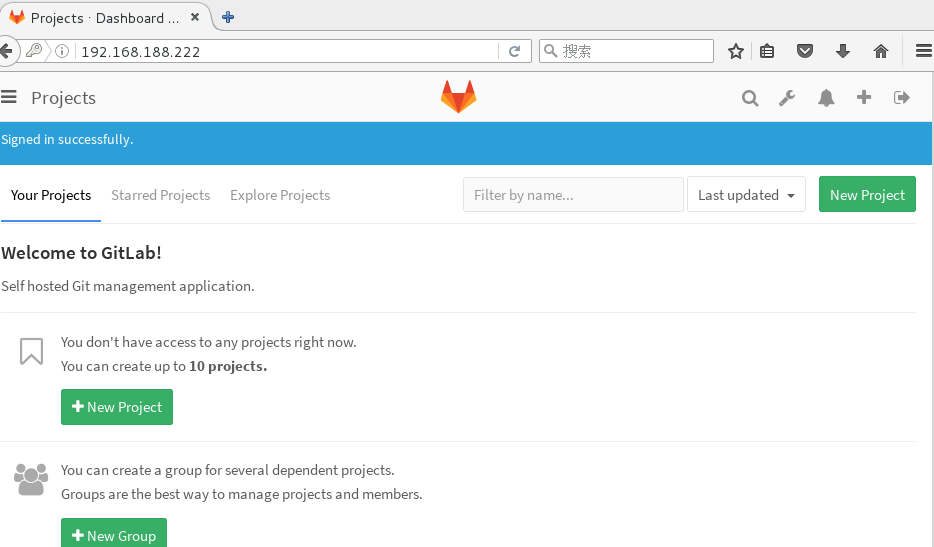 Projects · Dashboard ...
192.168.188.222
搜索
Projects
Signed in successfully.
Your Projects Starred Projects Explore Projects Filter by name... Last updated New Project
Welcome to GitLab!
Self hosted Git management application.
You don't have access to any projects right now.
You can create up to 10 projects.
New Project
You can create a group for several dependent projects.
Groups are the best way to manage projects and members.
New Group